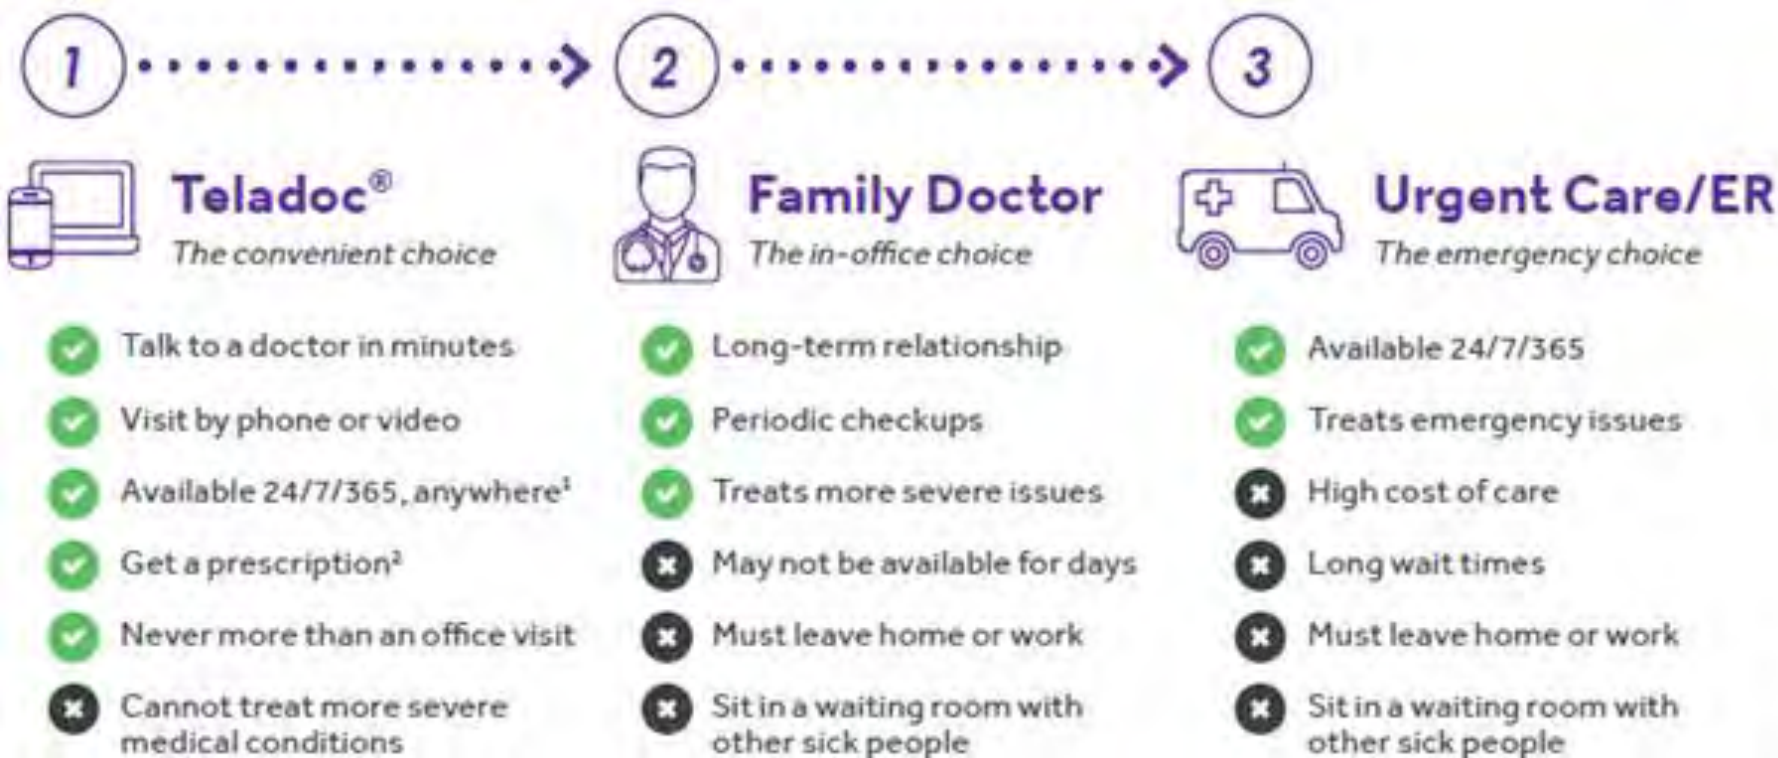 1
2
3
Teladoc®
The convenient choice
Talk to a doctor in minutes
Visit by phone or video
Available 24/7/365, anywhere¹
Get a prescription²
Never more than an office visit
Cannot treat more severe
medical conditions
Family Doctor
The in-office choice
Long-term relationship
Periodic checkups
Treats more severe issues
May not be available for days
Must leave home or work
Sit in a waiting room with
other sick people
Urgent Care/ER
The emergency choice
Available 24/7/365
Treats emergency issues
High cost of care
Long wait times
Must leave home or work
Sit in a waiting room with
other sick people